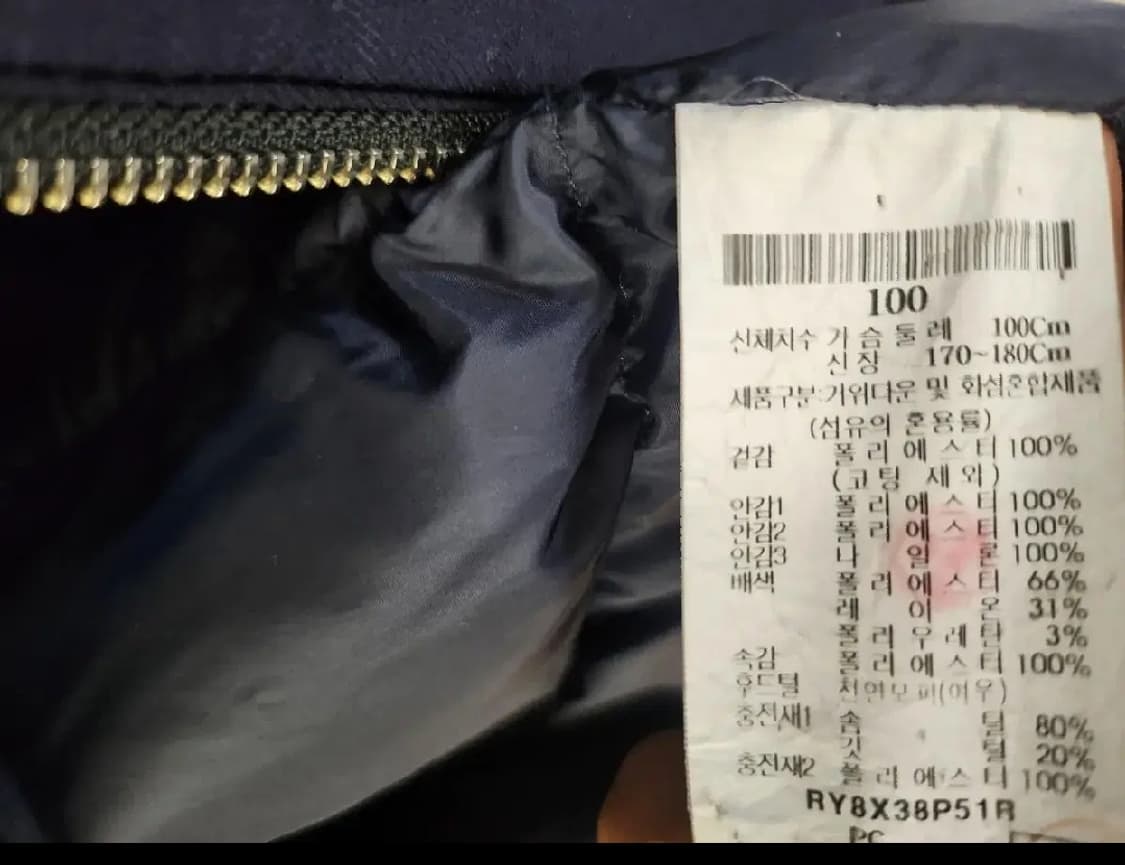 100
신체치수 가슴둘레 100Cm
신장 170~180Cm
제품구분:거위다운 및 화섬혼합제품
(섬유의 혼용률)
겉감 폴리에스터 100%
(코팅 제외)
안감1 폴리에스터 100%
안감2 폴리에스터 100%
안감3 나일론 100%
배색 폴리에스터 66%
레이온 31%
폴리우레탄 3%
속감 폴리에스터 100%
후드털 천연모피(여우)
충전재1 솜털 80%
깃털 20%
충전재2 폴리에스터 100%
RY8X38P51R
PC